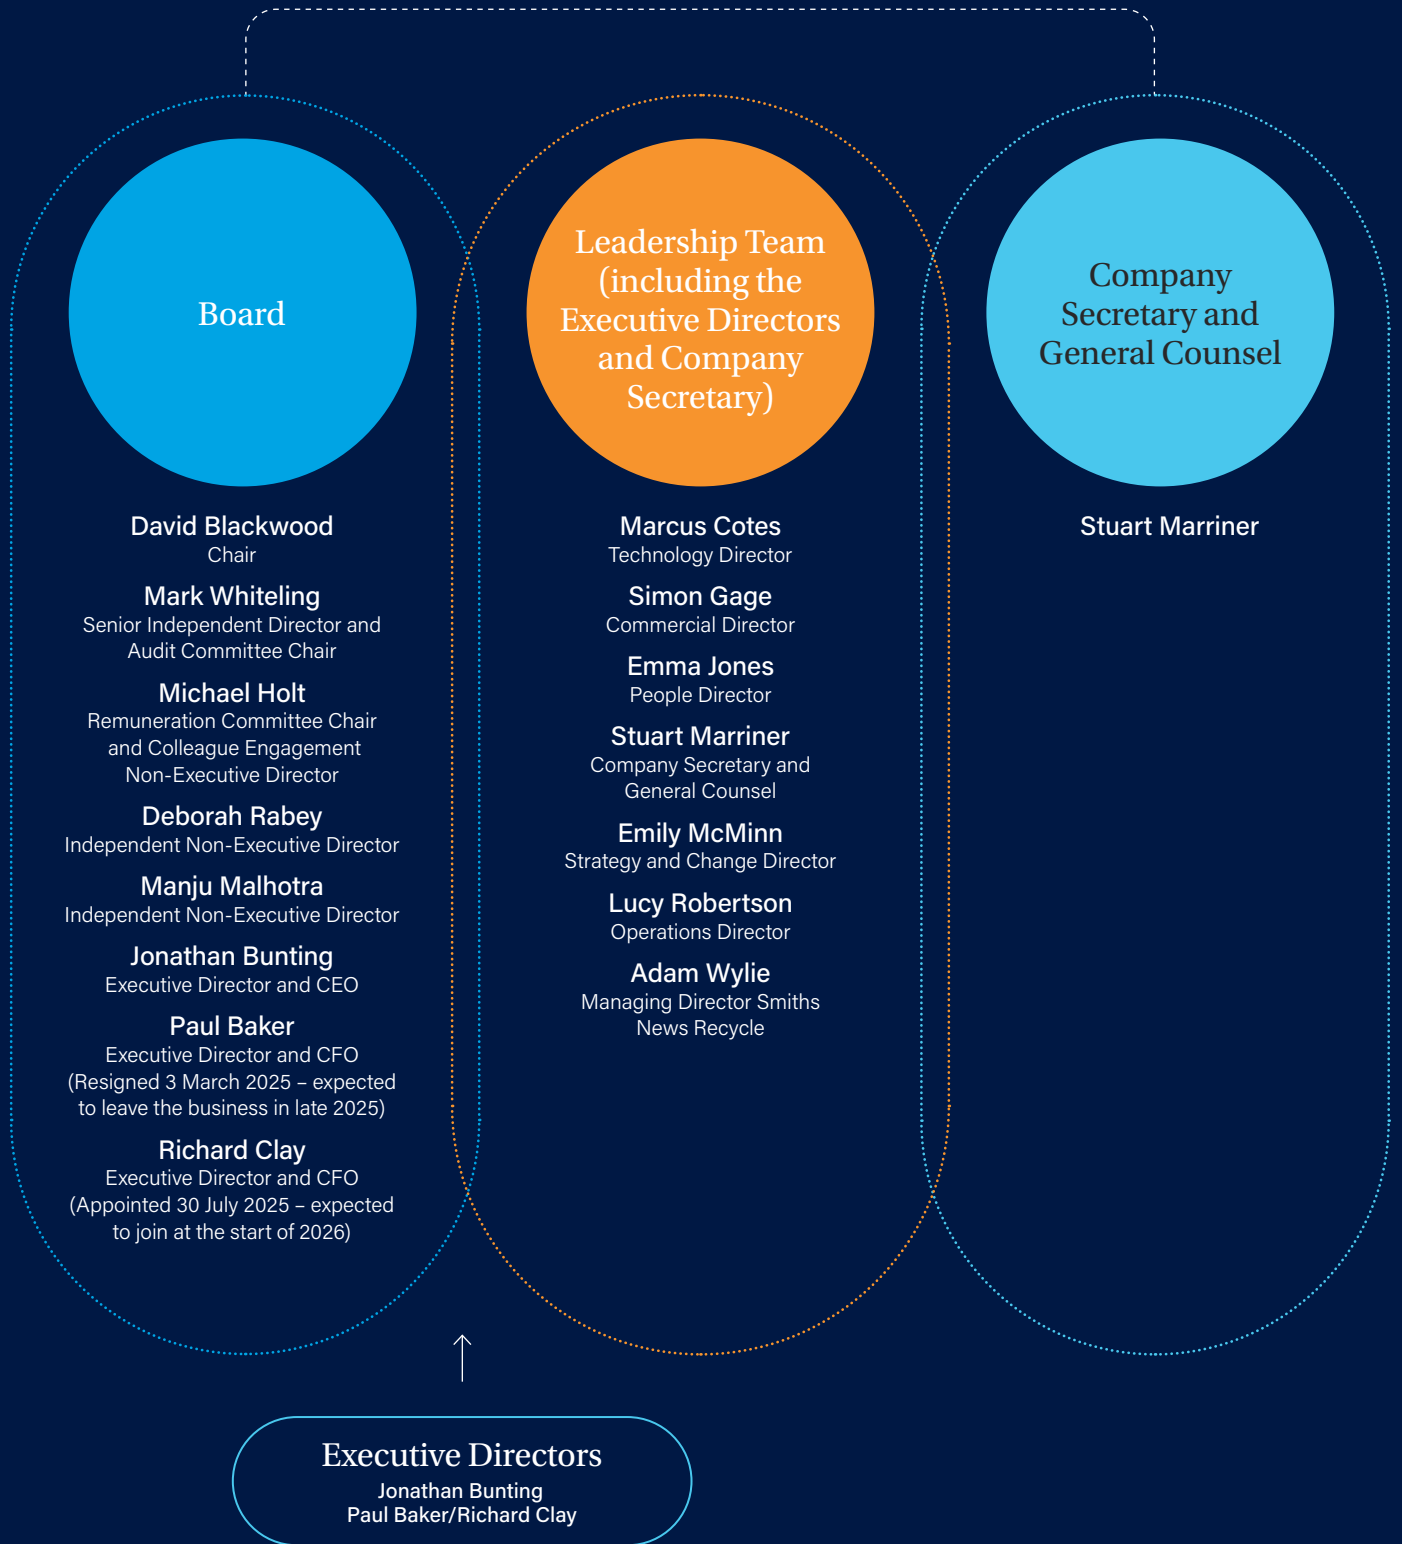 Board
David Blackwood
Chair
Mark Whiteling
Senior Independent Director and
Audit Committee Chair
Michael Holt
Remuneration Committee Chair
and Colleague Engagement
Non-Executive Director
Deborah Rabey
Independent Non-Executive Director
Manju Malhotra
Independent Non-Executive Director
Jonathan Bunting
Executive Director and CEO
Paul Baker
Executive Director and CFO
(Resigned 3 March 2025 – expected
to leave the business in late 2025)
Richard Clay
Executive Director and CFO
(Appointed 30 July 2025 – expected
to join at the start of 2026)
Leadership Team
(including the
Executive Directors
and Company
Secretary)
Marcus Cotes
Technology Director
Simon Gage
Commercial Director
Emma Jones
People Director
Stuart Marriner
Company Secretary and
General Counsel
Emily McMinn
Strategy and Change Director
Lucy Robertson
Operations Director
Adam Wylie
Managing Director Smiths
News Recycle
Company
Secretary and
General Counsel
Stuart Marriner
Executive Directors
Jonathan Bunting
Paul Baker/Richard Clay